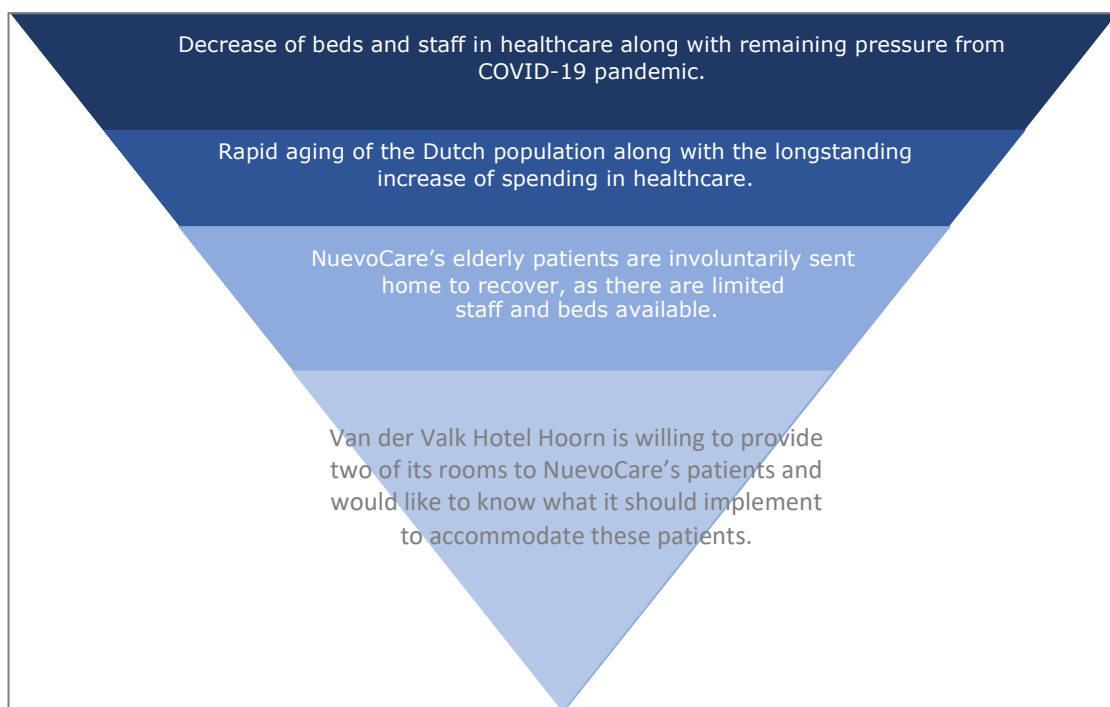 Decrease of beds and staff in healthcare along with remaining pressure from
COVID-19 pandemic.
Rapid aging of the Dutch population along with the longstanding
increase of spending in healthcare.
NuevoCare’s elderly patients are involuntarily sent
home to recover, as there are limited
staff and beds available.
Van der Valk Hotel Hoorn is willing to provide
two of its rooms to NuevoCare’s patients and
would like to know what it should implement
to accommodate these patients.